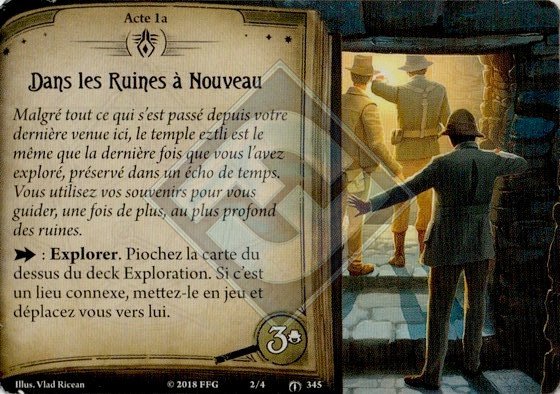 Acte 1a
Dans les Ruines à Nouveau
Malgré tout ce qui s'est passé depuis votre
dernière venue ici, le temple eztli est le
même que la dernière fois que vous l'avez
exploré, préservé dans un écho de temps.
Vous utilisez vos souvenirs pour vous
guider, une fois de plus, au plus profond
des ruines.
: Explorer. Piochez la carte du
dessus du deck Exploration. Si c'est
un lieu connexe, mettez-le en jeu et
déplacez vous vers lui.
3
Illus. Vlad Ricean © 2018 FFG 2/4 345